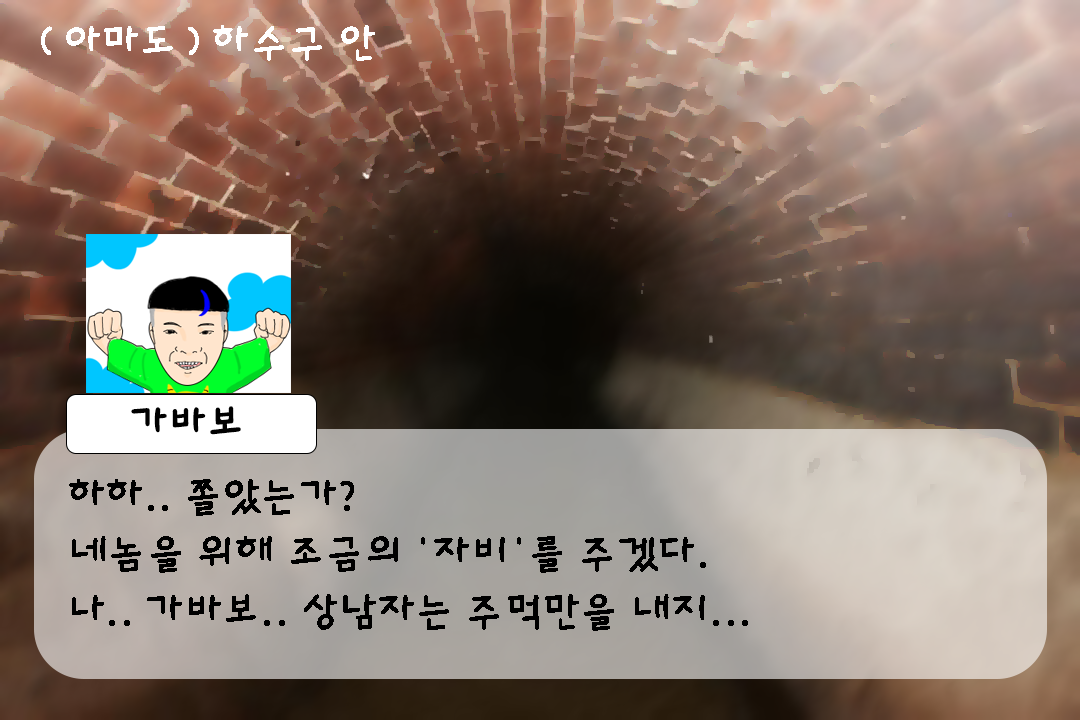 ( 아마도 ) 하수구 안
가바보
하하.. 쫄았는가?
네놈을 위해 조금의 '자비'를 주겠다.
나.. 가바보.. 상남자는 주먹만을 내지...